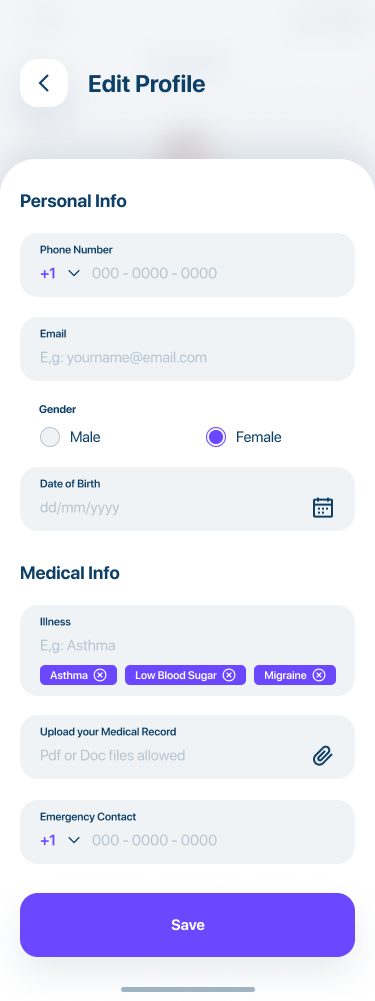 Edit Profile
Personal Info
Phone Number
+1 000 - 0000 - 0000
Email
E,g: yourname@email.com
Gender
Male Female
Date of Birth
dd/mm/yyyy
Medical Info
Illness
E,g: Asthma
Asthma Low Blood Sugar Migraine
Upload your Medical Record
Pdf or Doc files allowed
Emergency Contact
+1 000 - 0000 - 0000
Save